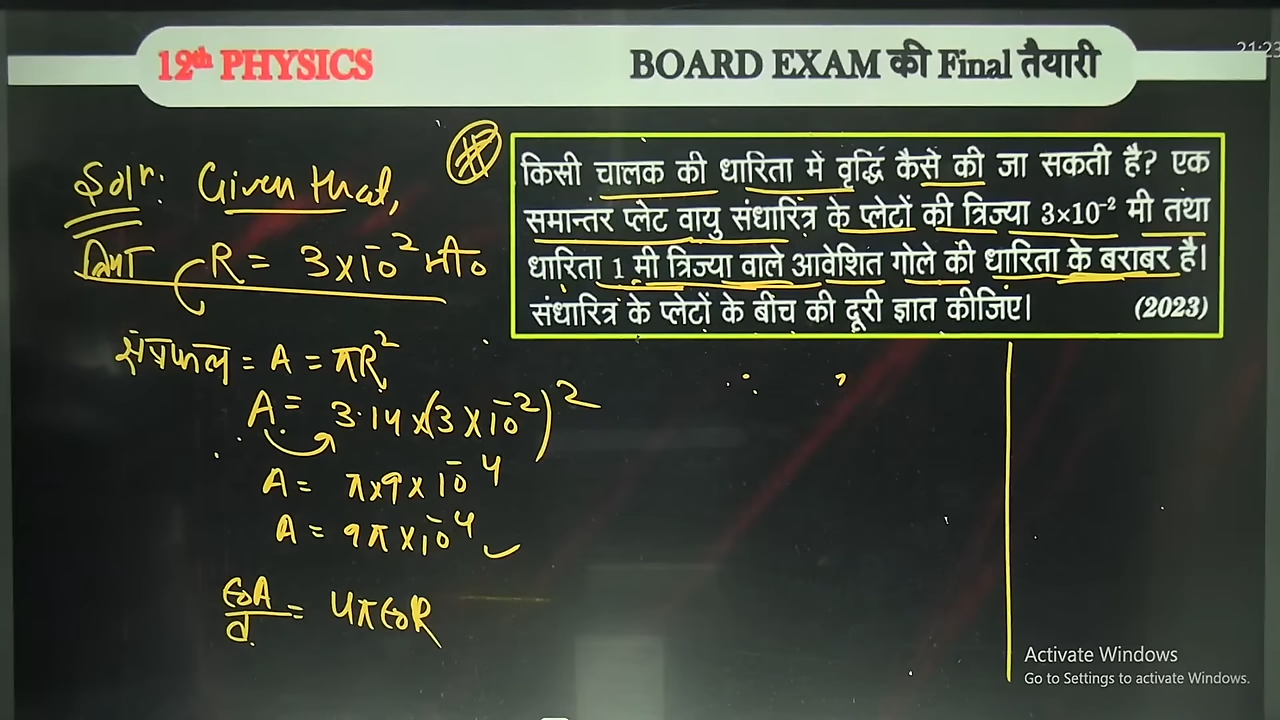 12th PHYSICS
BOARD EXAM की Final तैयारी
21:23
किसी चालक की धारिता में वृद्धि कैसे की जा सकती है? एक
समान्तर प्लेट वायु संधारित्र के प्लेटों की त्रिज्या 3×10⁻² मी तथा
धारिता 1 मी त्रिज्या वाले आवेशित गोले की धारिता के बराबर है।
संधारित्र के प्लेटों के बीच की दूरी ज्ञात कीजिए। (2023)
Solⁿ: Given that,
R = 3×10⁻² मी०
क्षेत्रफल = A = πR²
A = 3.14×(3×10⁻²)²
A = π×9×10⁻⁴
A = 9π×10⁻⁴
ε₀A/d = 4πε₀R
Activate Windows
Go to Settings to activate Windows.